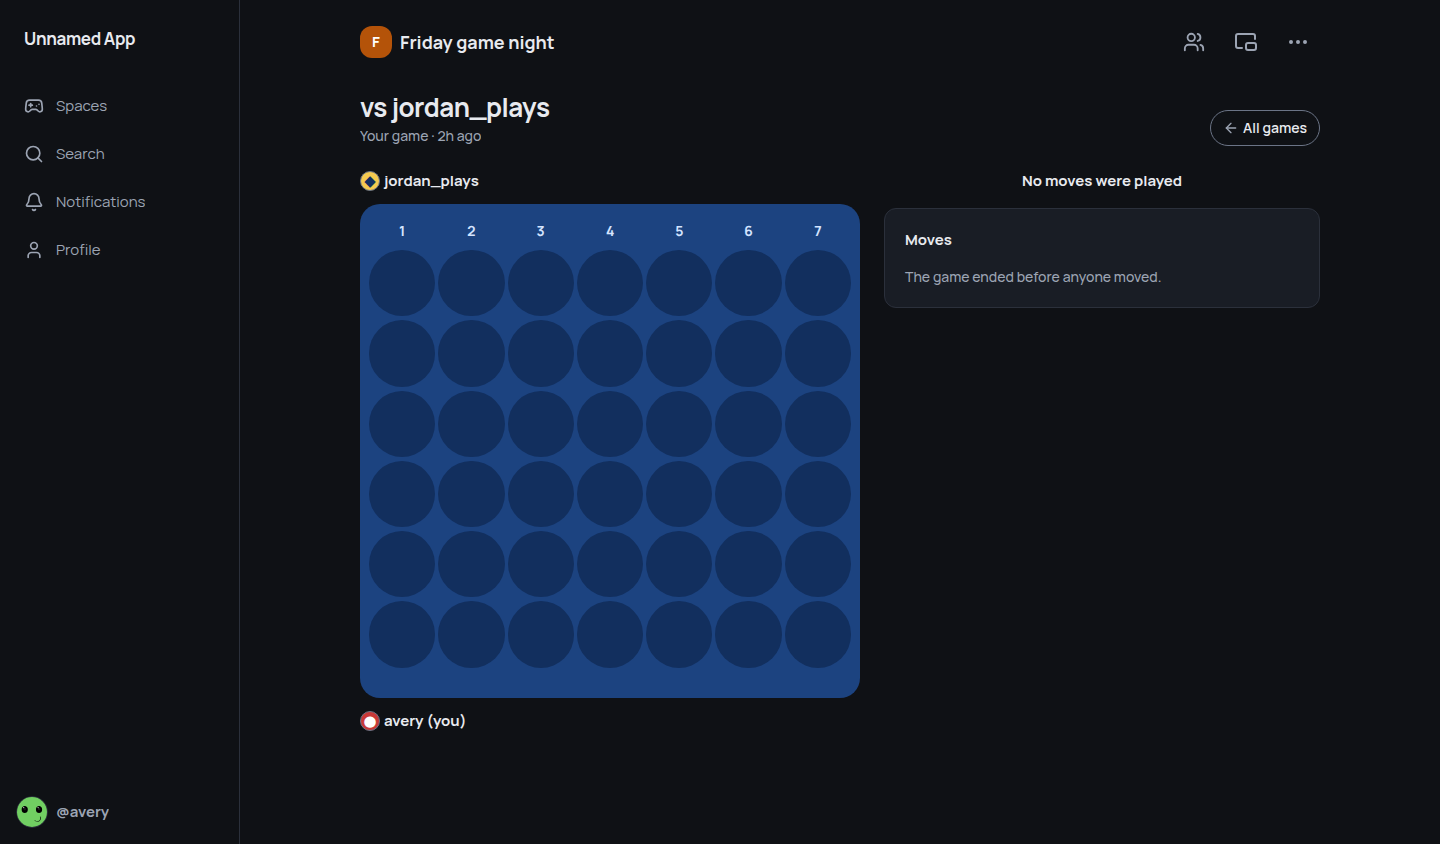 Unnamed App
Spaces
Search
Notifications
Profile
@avery
F
Friday game night
vs jordan_plays
Your game · 2h ago
All games
jordan_plays
1 2 3 4 5 6 7
avery (you)
No moves were played
Moves
The game ended before anyone moved.